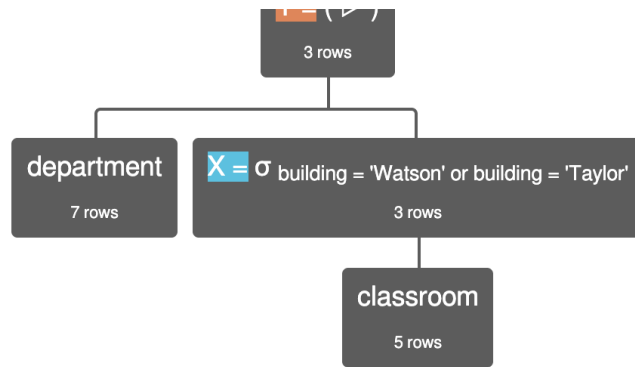 = ( ▷ )
3 rows
department
7 rows
X = σ building = 'Watson' or building = 'Taylor'
3 rows
classroom
5 rows